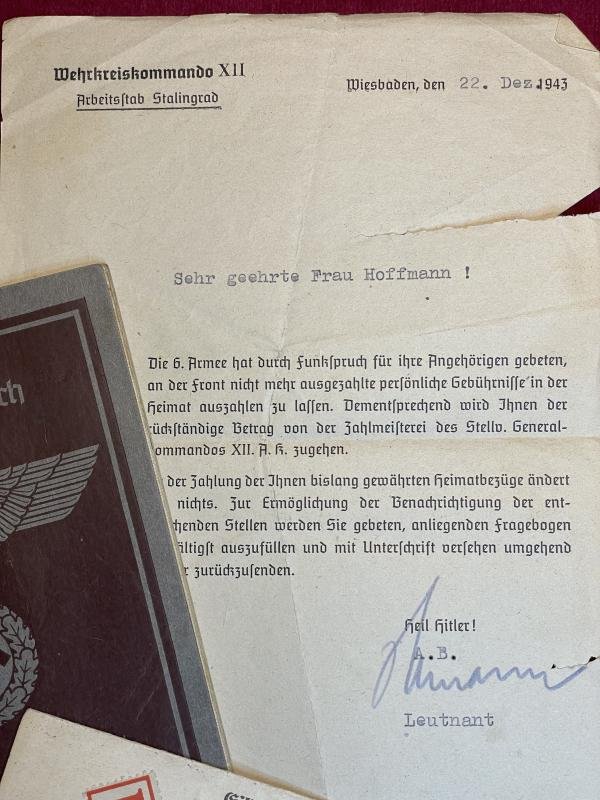 Wehrkreiskommando XII
Arbeitsstab Stalingrad
Wiesbaden, den 22. Dez. 1943
Sehr geehrte Frau Hoffmann !
Die 6. Armee hat durch Funkspruch für ihre Angehörigen gebeten,
an der Front nicht mehr ausgezahlte persönliche Gebührnisse in der
Heimat auszahlen zu lassen. Dementsprechend wird Ihnen der
rückständige Betrag von der Zahlmeisterei des Stellv. General-
ommandos XII. A. K. zugehen.
der Zahlung der Ihnen bislang gewährten Heimatbezüge ändert
nichts. Zur Ermöglichung der Benachrichtigung der ent-
chenden Stellen werden Sie gebeten, anliegenden Fragebogen
fältigst auszufüllen und mit Unterschrift versehen umgehend
r zurückzusenden.
Heil Hitler!
A.B.
Leutnant
ch